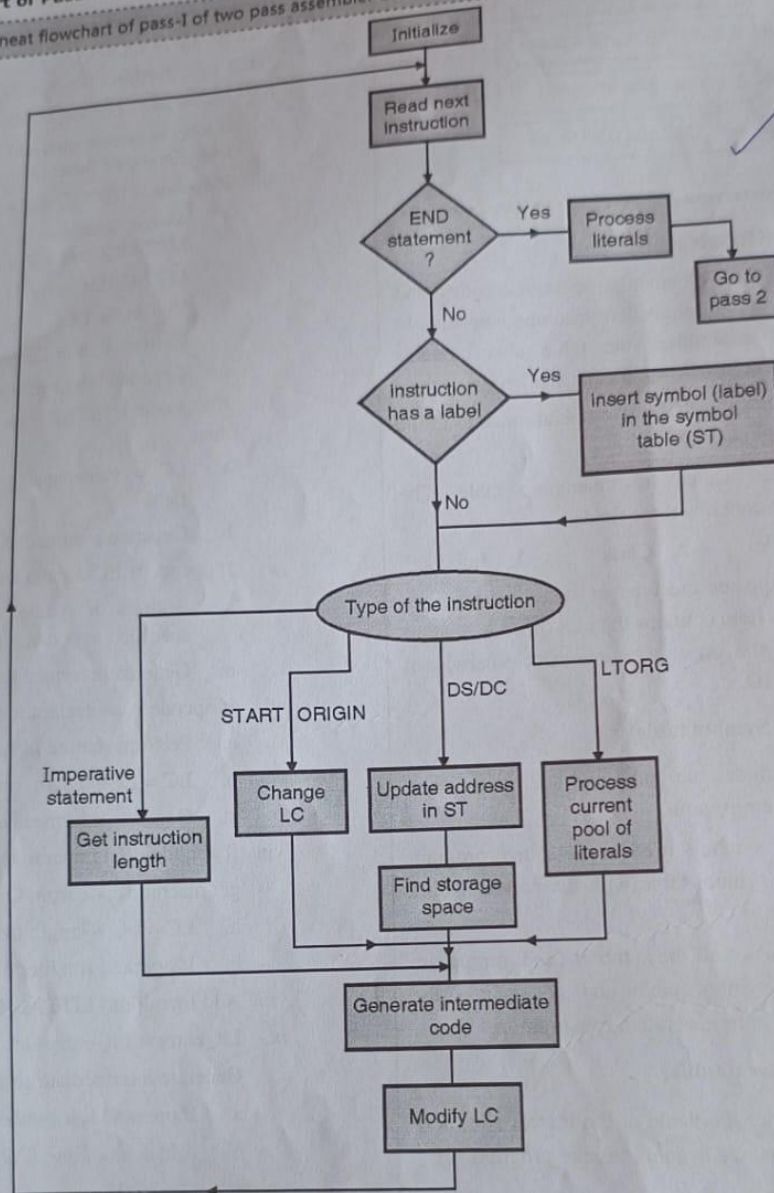 neat flowchart of pass-I of two pass
Initialize
Read next
instruction
END
statement
?
Yes
Process
literals
Go to
pass 2
No
instruction
has a label
Yes
insert symbol (label)
in the symbol
table (ST)
No
Type of the instruction
LTORG
DS/DC
START ORIGIN
Imperative
statement
Get instruction
length
Change
LC
Update address
in ST
Process
current
pool of
literals
Find storage
space
Generate intermediate
code
Modify LC